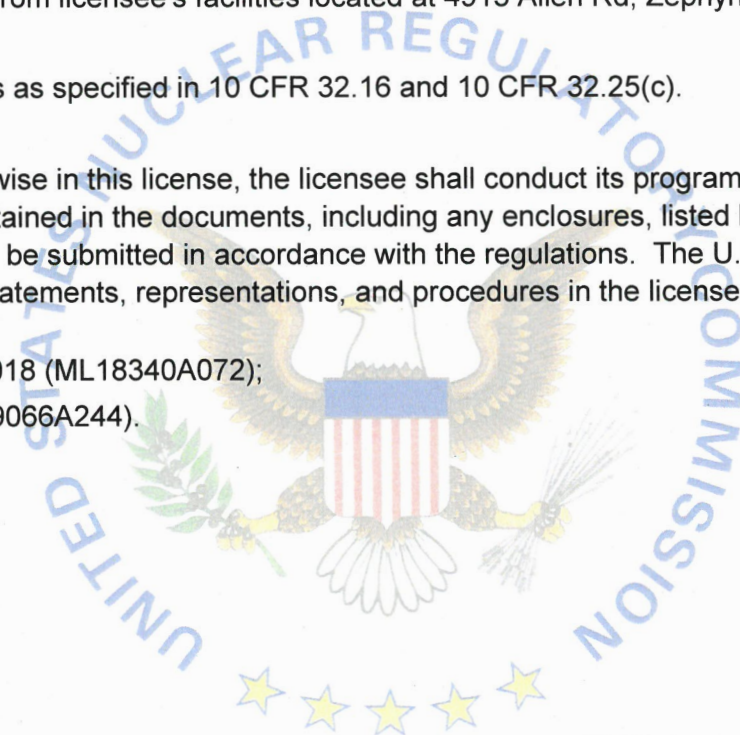 from licensee's facilities located at 4915 Allen Rd, Zephyr
s as specified in 10 CFR 32.16 and 10 CFR 32.25(c).
wise in this license, the licensee shall conduct its program
tained in the documents, including any enclosures, listed
be submitted in accordance with the regulations. The U.
atements, representations, and procedures in the license
018 (ML18340A072);
9066A244).
UNITED STATES NUCLEAR REGULATORY COMMISSION